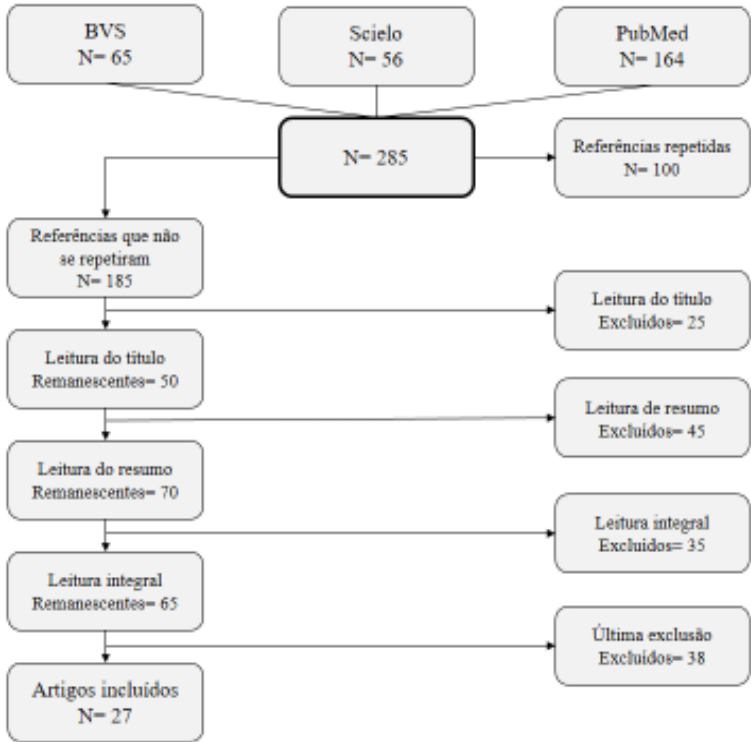 BVS
N= 65
Scielo
N= 56
PubMed
N= 164
N= 285
Referências repetidas
N= 100
Referências que não
se repetiram
N= 185
Leitura do título
Excluídos= 25
Leitura do título
Remanescentes= 50
Leitura de resumo
Excluídos= 45
Leitura do resumo
Remanescentes= 70
Leitura integral
Excluídos= 35
Leitura integral
Remanescentes= 65
Última exclusão
Excluídos= 38
Artigos incluídos
N= 27